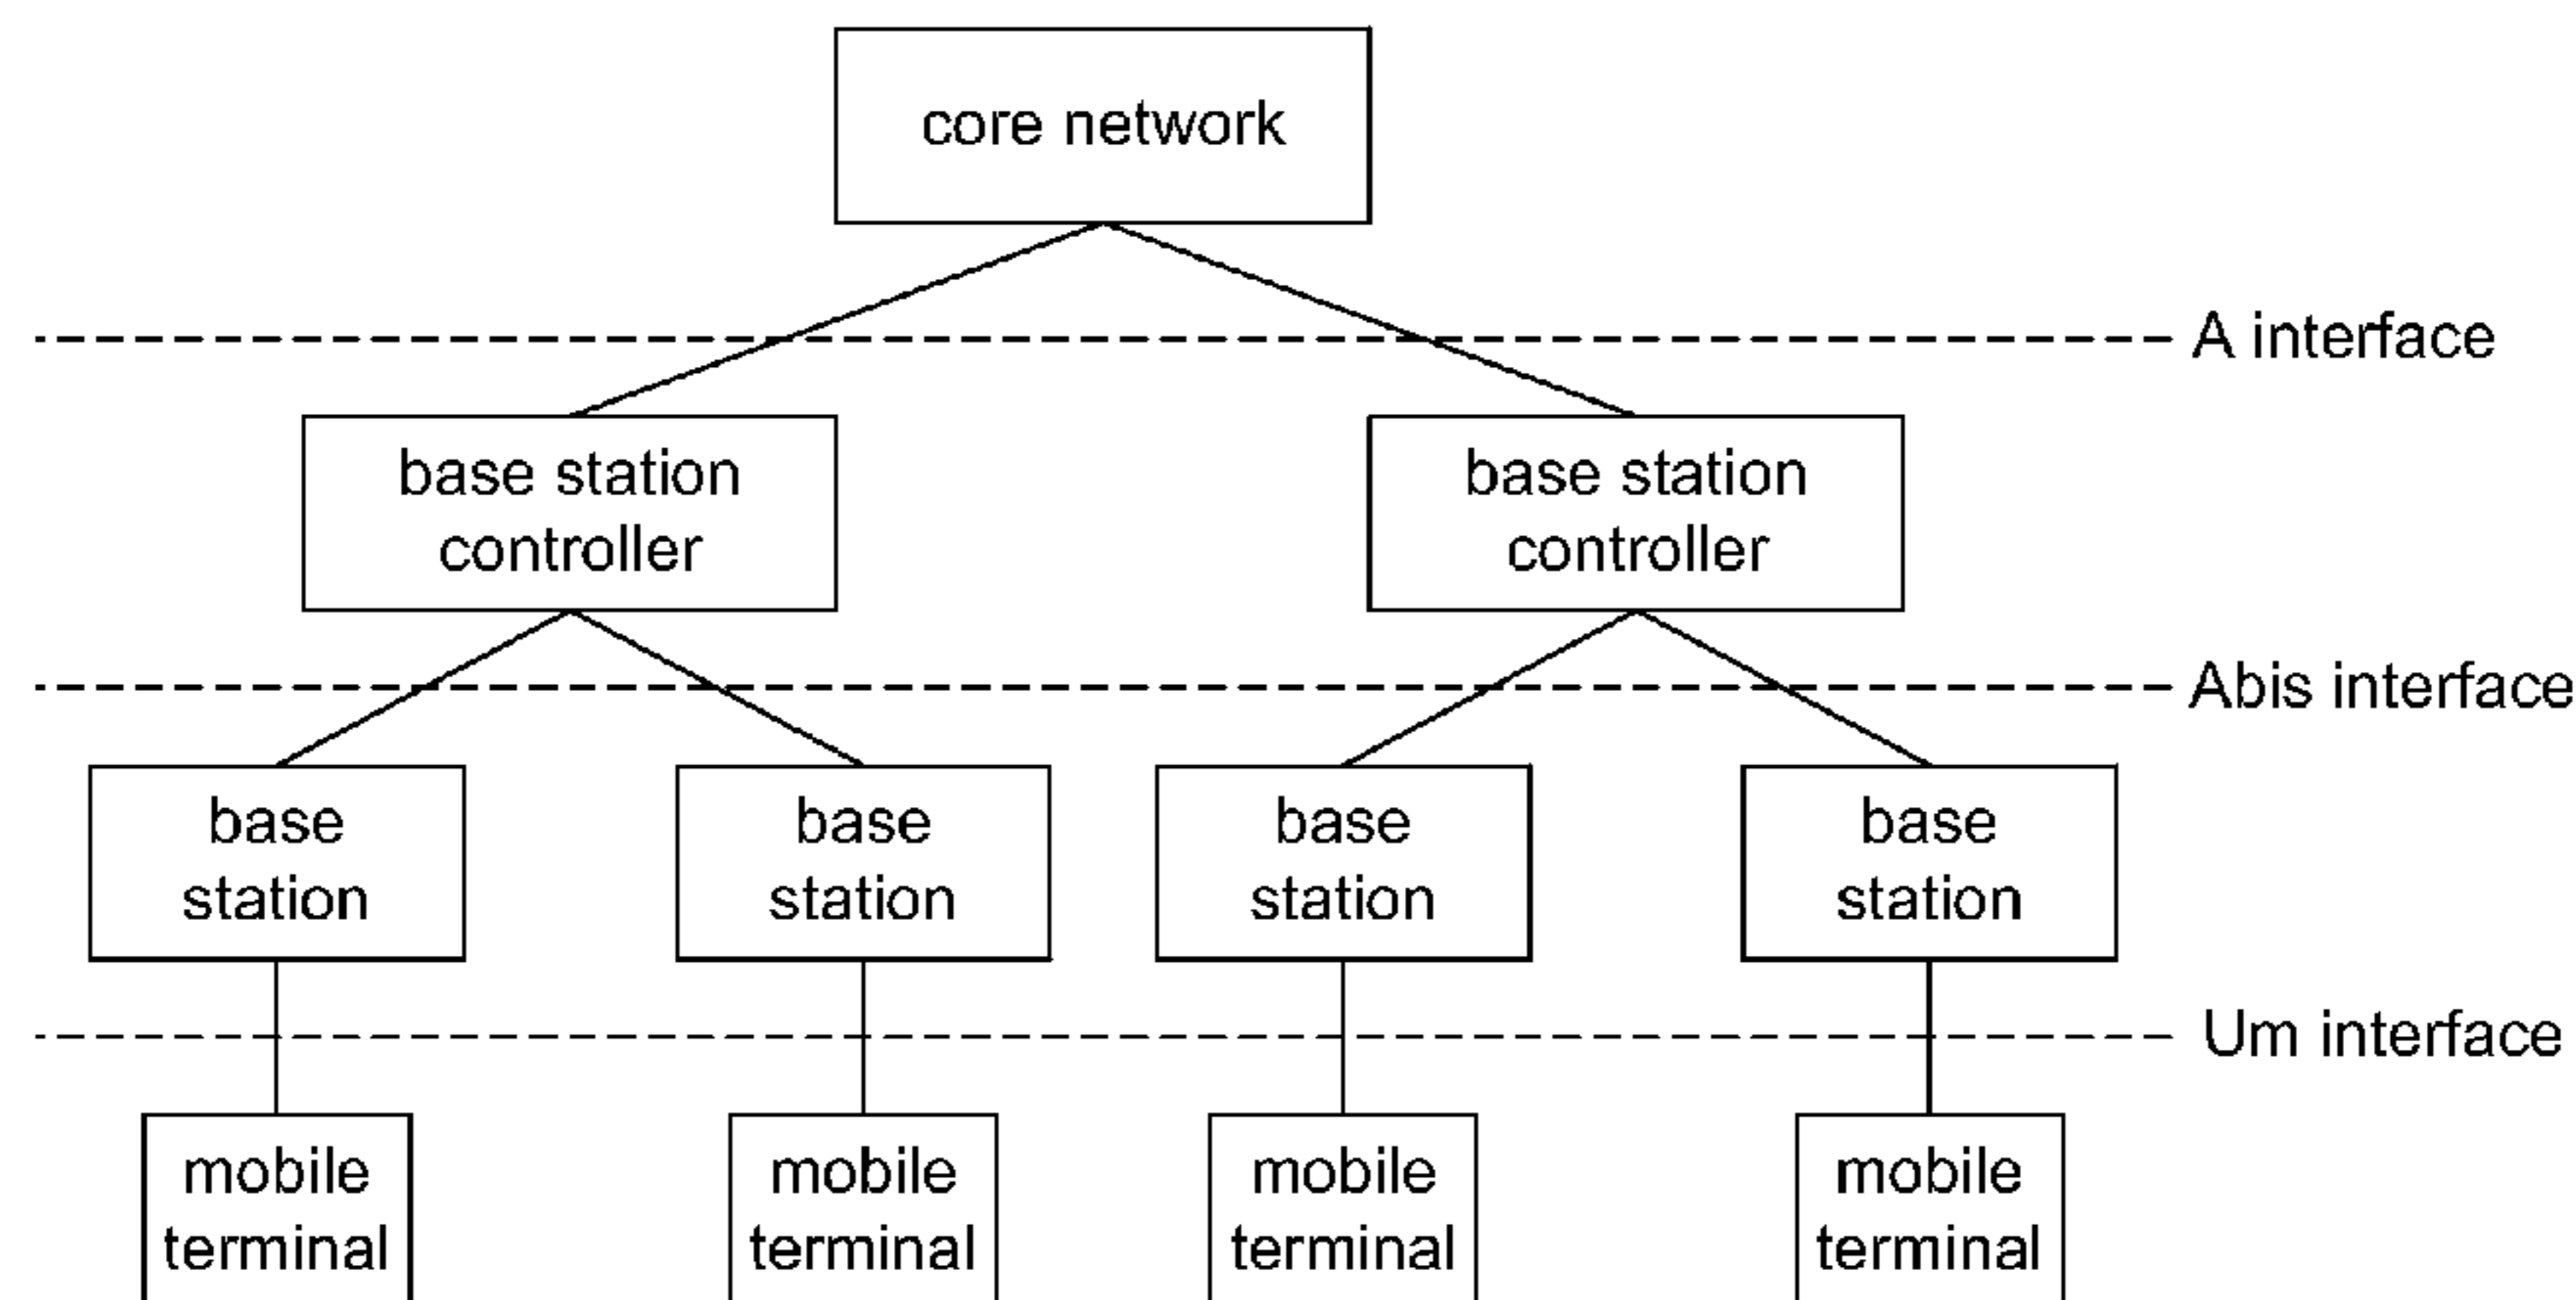 core network
A interface
base station
controller
base station
controller
Abis interface
base
station
base
station
base
station
base
station
Um interface
mobile
terminal
mobile
terminal
mobile
terminal
mobile
terminal